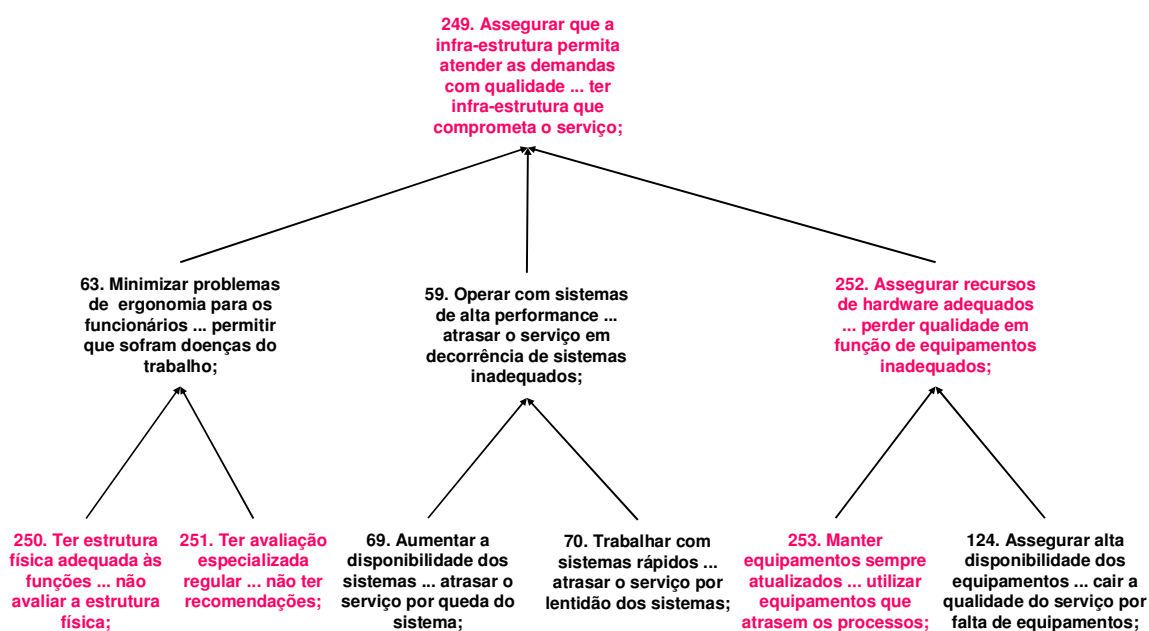 249. Assegurar que a
infra-estrutura permita
atender as demandas
com qualidade ... ter
infra-estrutura que
comprometa o serviço;
63. Minimizar problemas
de ergonomia para os
funcionários ... permitir
que sofram doenças do
trabalho;
59. Operar com sistemas
de alta performance ...
atrasar o serviço em
decorrência de sistemas
inadequados;
252. Assegurar recursos
de hardware adequados
... perder qualidade em
função de equipamentos
inadequados;
250. Ter estrutura
física adequada às
funções ... não
avaliar a estrutura
física;
251. Ter avaliação
especializada
regular ... não ter
recomendações;
69. Aumentar a
disponibilidade dos
sistemas ... atrasar o
serviço por queda do
sistema;
70. Trabalhar com
sistemas rápidos ...
atrasar o serviço por
lentidão dos sistemas;
253. Manter
equipamentos sempre
atualizados ... utilizar
equipamentos que
atrasem os processos;
124. Assegurar alta
disponibilidade dos
equipamentos ... cair a
qualidade do serviço por
falta de equipamentos;